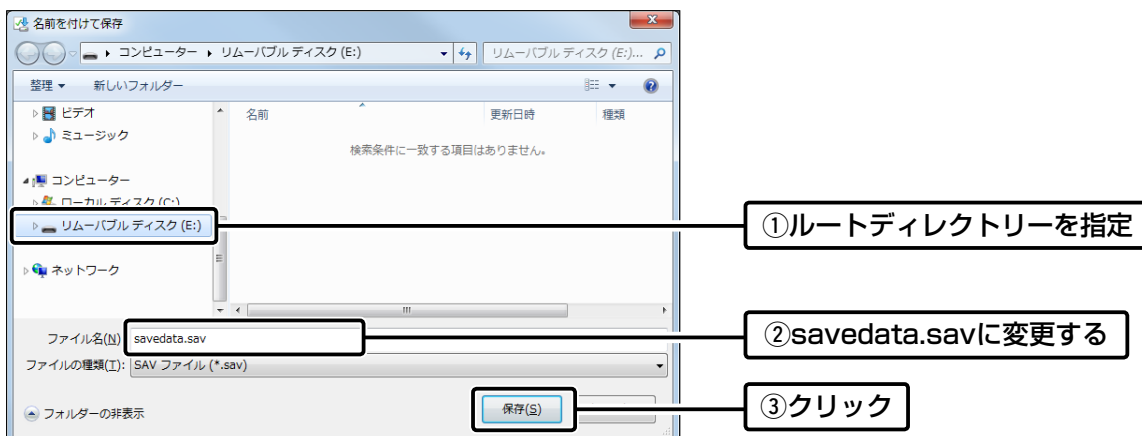 名前を付けて保存
コンピューター ▸ リムーバブル ディスク (E:)
リムーバブル ディスク (E:)...
整理 ▼ 新しいフォルダー
ビデオ
ミュージック
コンピューター
ローカル ディスク (C:)
リムーバブル ディスク (E:)
ネットワーク
名前 更新日時 種類
検索条件に一致する項目はありません。
ファイル名(N) savedata.sav
ファイルの種類(T): SAV ファイル (*.sav)
フォルダーの非表示
保存(S)
①ルートディレクトリーを指定
②savedata.savに変更する
③クリック